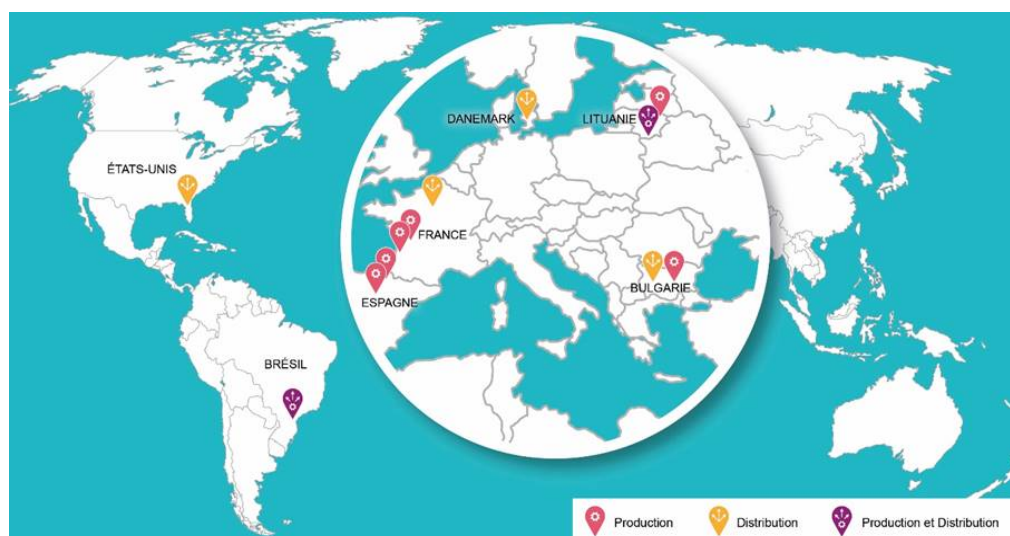 DANEMARK
LITUANIE
ÉTATS-UNIS
FRANCE
BULGARIE
ESPAGNE
BRÉSIL
Production
Distribution
Production et Distribution